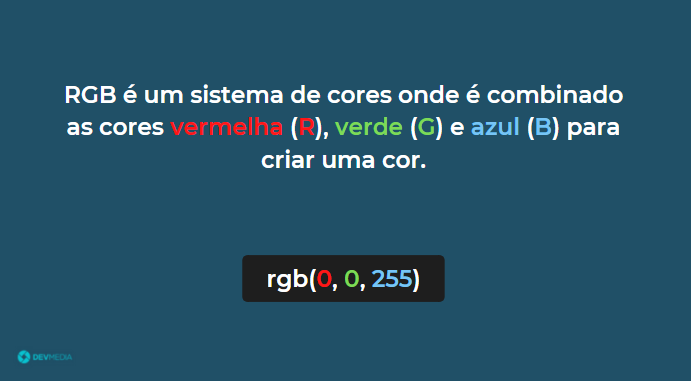 RGB é um sistema de cores onde é combinado
as cores vermelha (R), verde (G) e azul (B) para
criar uma cor.
rgb(0, 0, 255)
DEVMEDIA